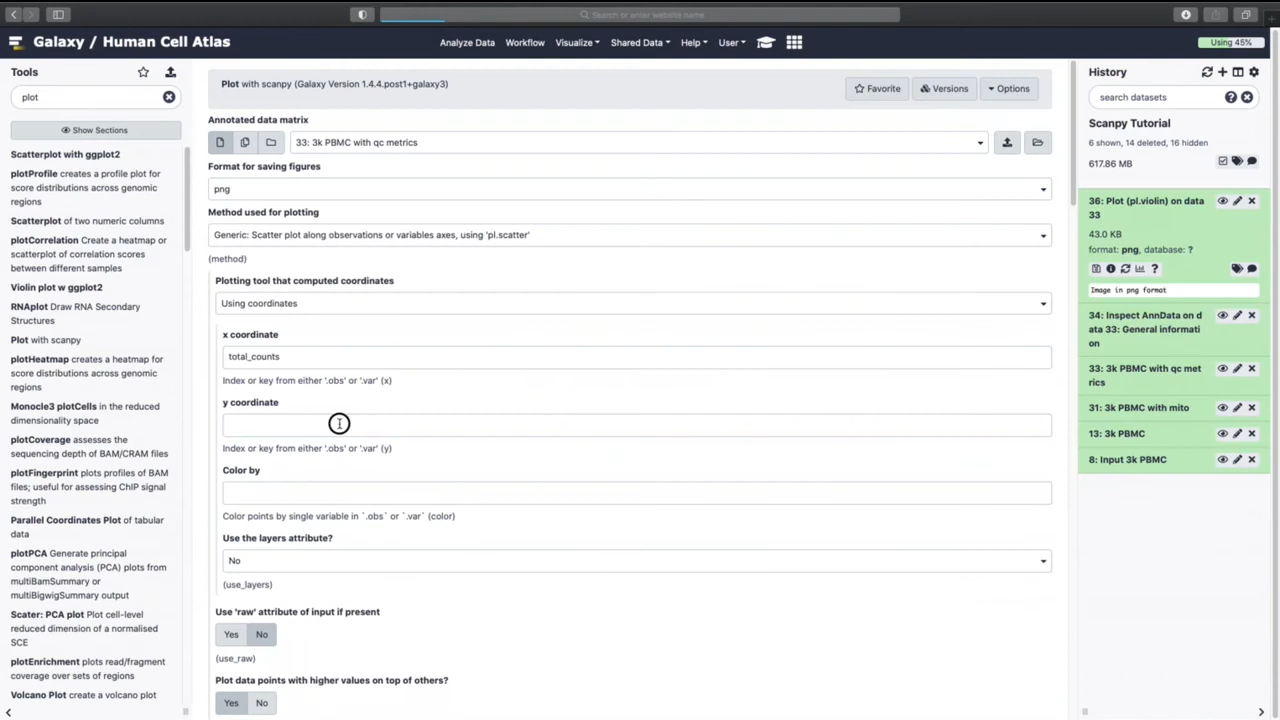 Search or enter website name
Galaxy / Human Cell Atlas
Analyze Data
Workflow
Visualize
Shared Data
Help
User
Using 45%
Tools
plot
Show Sections
Scatterplot with ggplot2
plotProfile creates a profile plot for
score distributions across genomic
regions
Scatterplot of two numeric columns
plotCorrelation Create a heatmap or
scatterplot of correlation scores
between different samples
Violin plot w ggplot2
RNAplot Draw RNA Secondary
Structures
Plot with scanpy
plotHeatmap creates a heatmap for
score distributions across genomic
regions
Monocle3 plotCells in the reduced
dimensionality space
plotCoverage assesses the
sequencing depth of BAM/CRAM files
plotFingerprint plots profiles of BAM
files; useful for assessing ChIP signal
strength
Parallel Coordinates Plot of tabular
data
plotPCA Generate principal
component analysis (PCA) plots from
multiBamSummary or
multiBigwigSummary output
Scater: PCA plot Plot cell-level
reduced dimension of a normalised
SCE
plotEnrichment plots read/fragment
coverage over sets of regions
Volcano Plot create a volcano plot
Plot with scanpy (Galaxy Version 1.4.4.post1+galaxy3)
Favorite
Versions
Options
Annotated data matrix
33: 3k PBMC with qc metrics
Format for saving figures
png
Method used for plotting
Generic: Scatter plot along observations or variables axes, using 'pl.scatter'
(method)
Plotting tool that computed coordinates
Using coordinates
x coordinate
total_counts
Index or key from either '.obs' or '.var' (x)
y coordinate
Index or key from either '.obs' or '.var' (y)
Color by
Color points by single variable in `.obs` or `.var` (color)
Use the layers attribute?
No
(use_layers)
Use 'raw' attribute of input if present
Yes No
(use_raw)
Plot data points with higher values on top of others?
Yes No
History
search datasets
Scanpy Tutorial
6 shown, 14 deleted, 16 hidden
617.86 MB
36: Plot (pl.violin) on data
33
43.0 KB
format: png, database: ?
Image in png format
34: Inspect AnnData on d
ata 33: General informati
on
33: 3k PBMC with qc met
rics
31: 3k PBMC with mito
13: 3k PBMC
8: Input 3k PBMC